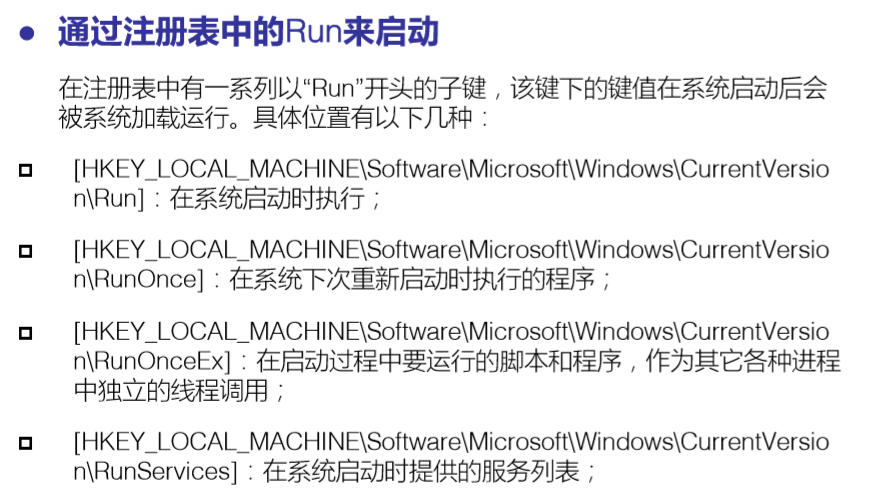 通过注册表中的Run来启动
在注册表中有一系列以“Run”开头的子键，该键下的键值在系统启动后会
被系统加载运行。具体位置有以下几种：
[HKEY_LOCAL_MACHINE\Software\Microsoft\Windows\CurrentVersio
n\Run]：在系统启动时执行；
[HKEY_LOCAL_MACHINE\Software\Microsoft\Windows\CurrentVersio
n\RunOnce]：在系统下次重新启动时执行的程序；
[HKEY_LOCAL_MACHINE\Software\Microsoft\Windows\CurrentVersio
n\RunOnceEx]：在启动过程中要运行的脚本和程序，作为其它各种进程
中独立的线程调用；
[HKEY_LOCAL_MACHINE\Software\Microsoft\Windows\CurrentVersio
n\RunServices]：在系统启动时提供的服务列表；